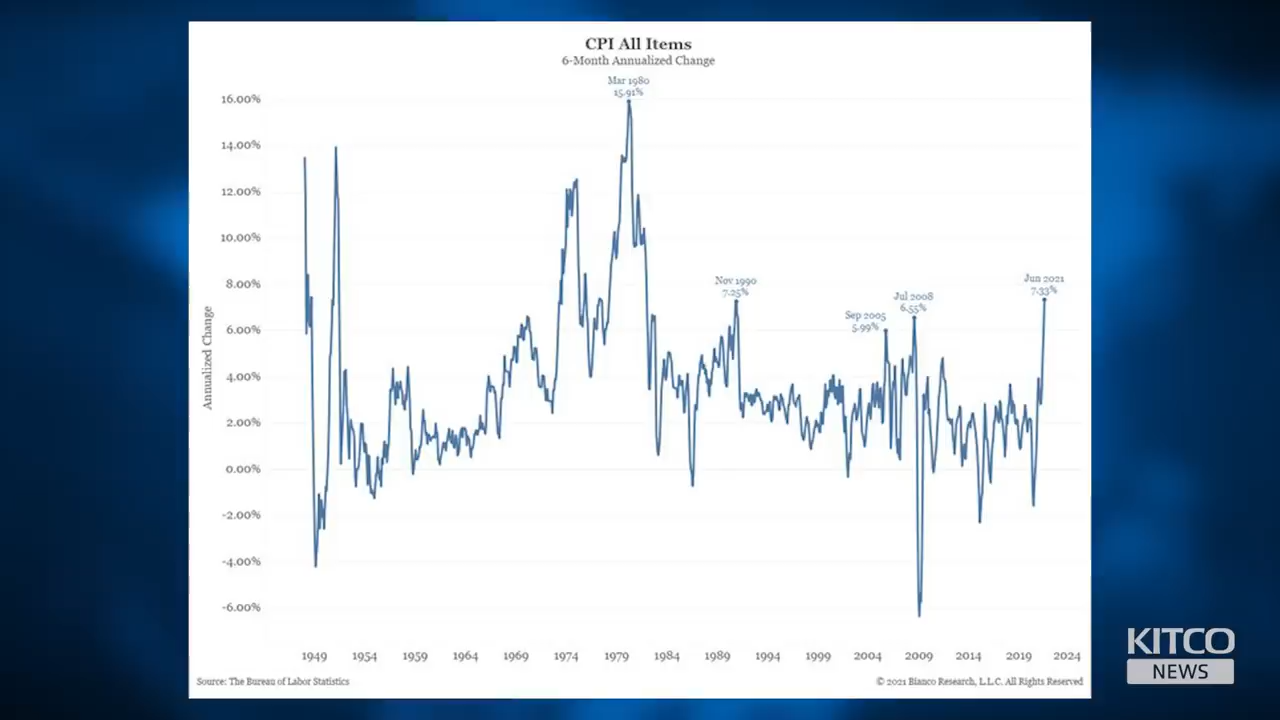 CPI All Items
6-Month Annualized Change
Mar 1980
15.91%
16.00%
14.00%
12.00%
10.00%
8.00%
6.00%
4.00%
2.00%
0.00%
-2.00%
-4.00%
-6.00%
Annualized Change
Nov 1990
7.25%
Sep 2005
5.99%
Jul 2008
6.55%
Jun 2021
7.33%
1949 1954 1959 1964 1969 1974 1979 1984 1989 1994 1999 2004 2009 2014 2019 2024
Source: The Bureau of Labor Statistics
© 2021 Bianco Research, L.L.C. All Rights Reserved
KITCO
NEWS